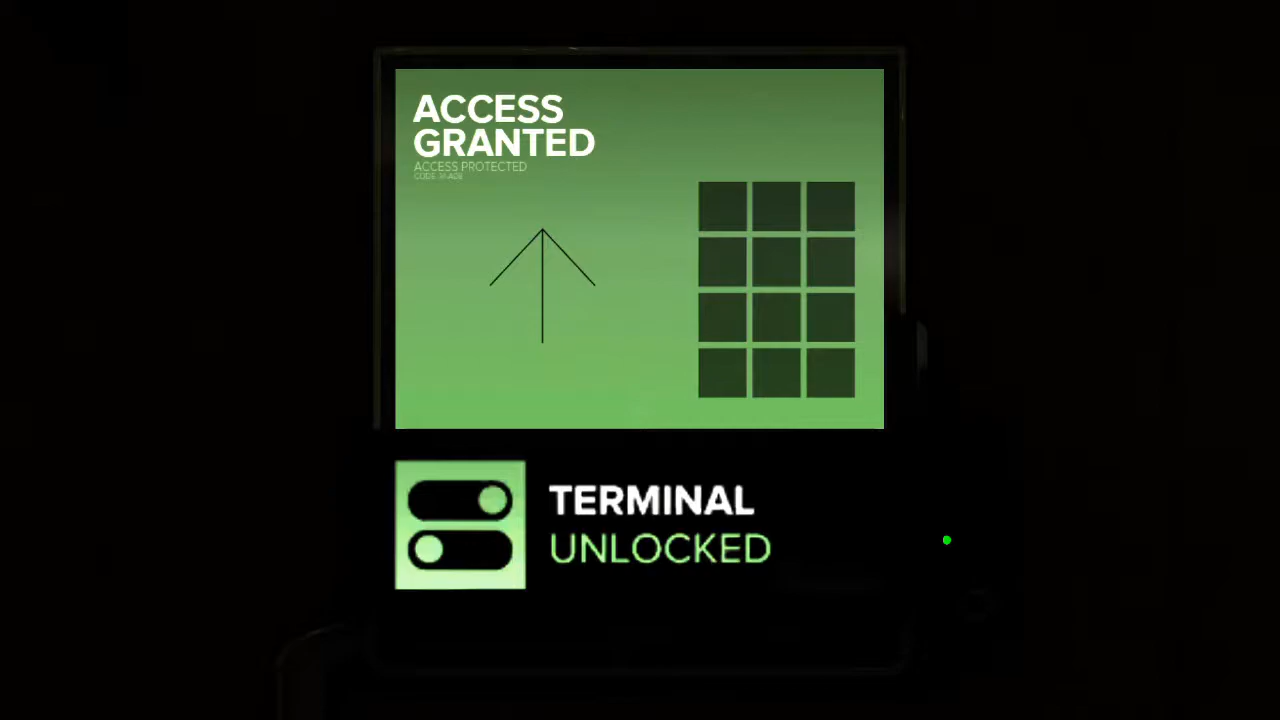 ACCESS
GRANTED
ACCESS PROTECTED
TERMINAL
UNLOCKED